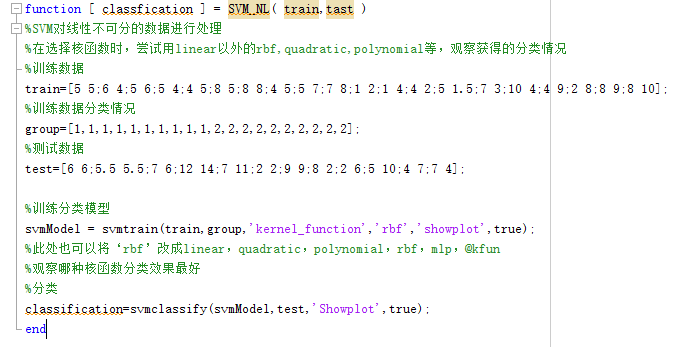 function [ classfication ] = SVM_NL( train,tast )
%SVM对线性不可分的数据进行处理
%在选择核函数时，尝试用linear以外的rbf,quadratic,polynomial等，观察获得的分类情况
%训练数据
train=[5 5;6 4;5 6;5 4;4 5;8 5;8 8;4 5;5 7;7 8;1 2;1 4;4 2;5 1.5;7 3;10 4;4 9;2 8;8 9;8 10];
%训练数据分类情况
group=[1,1,1,1,1,1,1,1,1,1,2,2,2,2,2,2,2,2,2,2];
%测试数据
test=[6 6;5.5 5.5;7 6;12 14;7 11;2 2;9 9;8 2;2 6;5 10;4 7;7 4];
%训练分类模型
svmModel = svmtrain(train,group,'kernel_function','rbf','showplot',true);
%此处也可以将‘rbf’改成linear，quadratic，polynomial，rbf，mlp，@kfun
%观察哪种核函数分类效果最好
%分类
classification=svmclassify(svmModel,test,'Showplot',true);
end